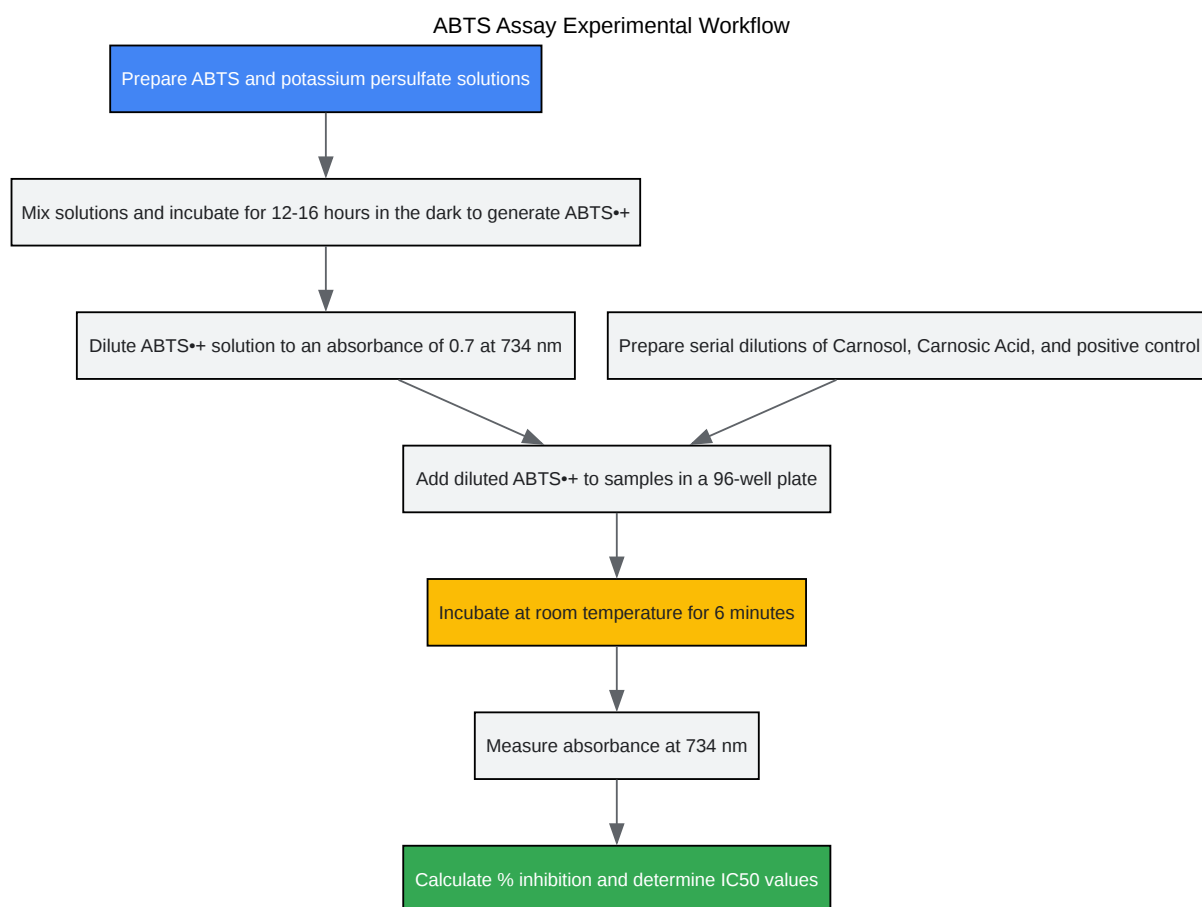 ABTS Assay Experimental Workflow
Prepare ABTS and potassium persulfate solutions
Mix solutions and incubate for 12-16 hours in the dark to generate ABTS•+
Dilute ABTS•+ solution to an absorbance of 0.7 at 734 nm
Prepare serial dilutions of Carnosol, Carnosic Acid, and positive control
Add diluted ABTS•+ to samples in a 96-well plate
Incubate at room temperature for 6 minutes
Measure absorbance at 734 nm
Calculate % inhibition and determine IC50 values